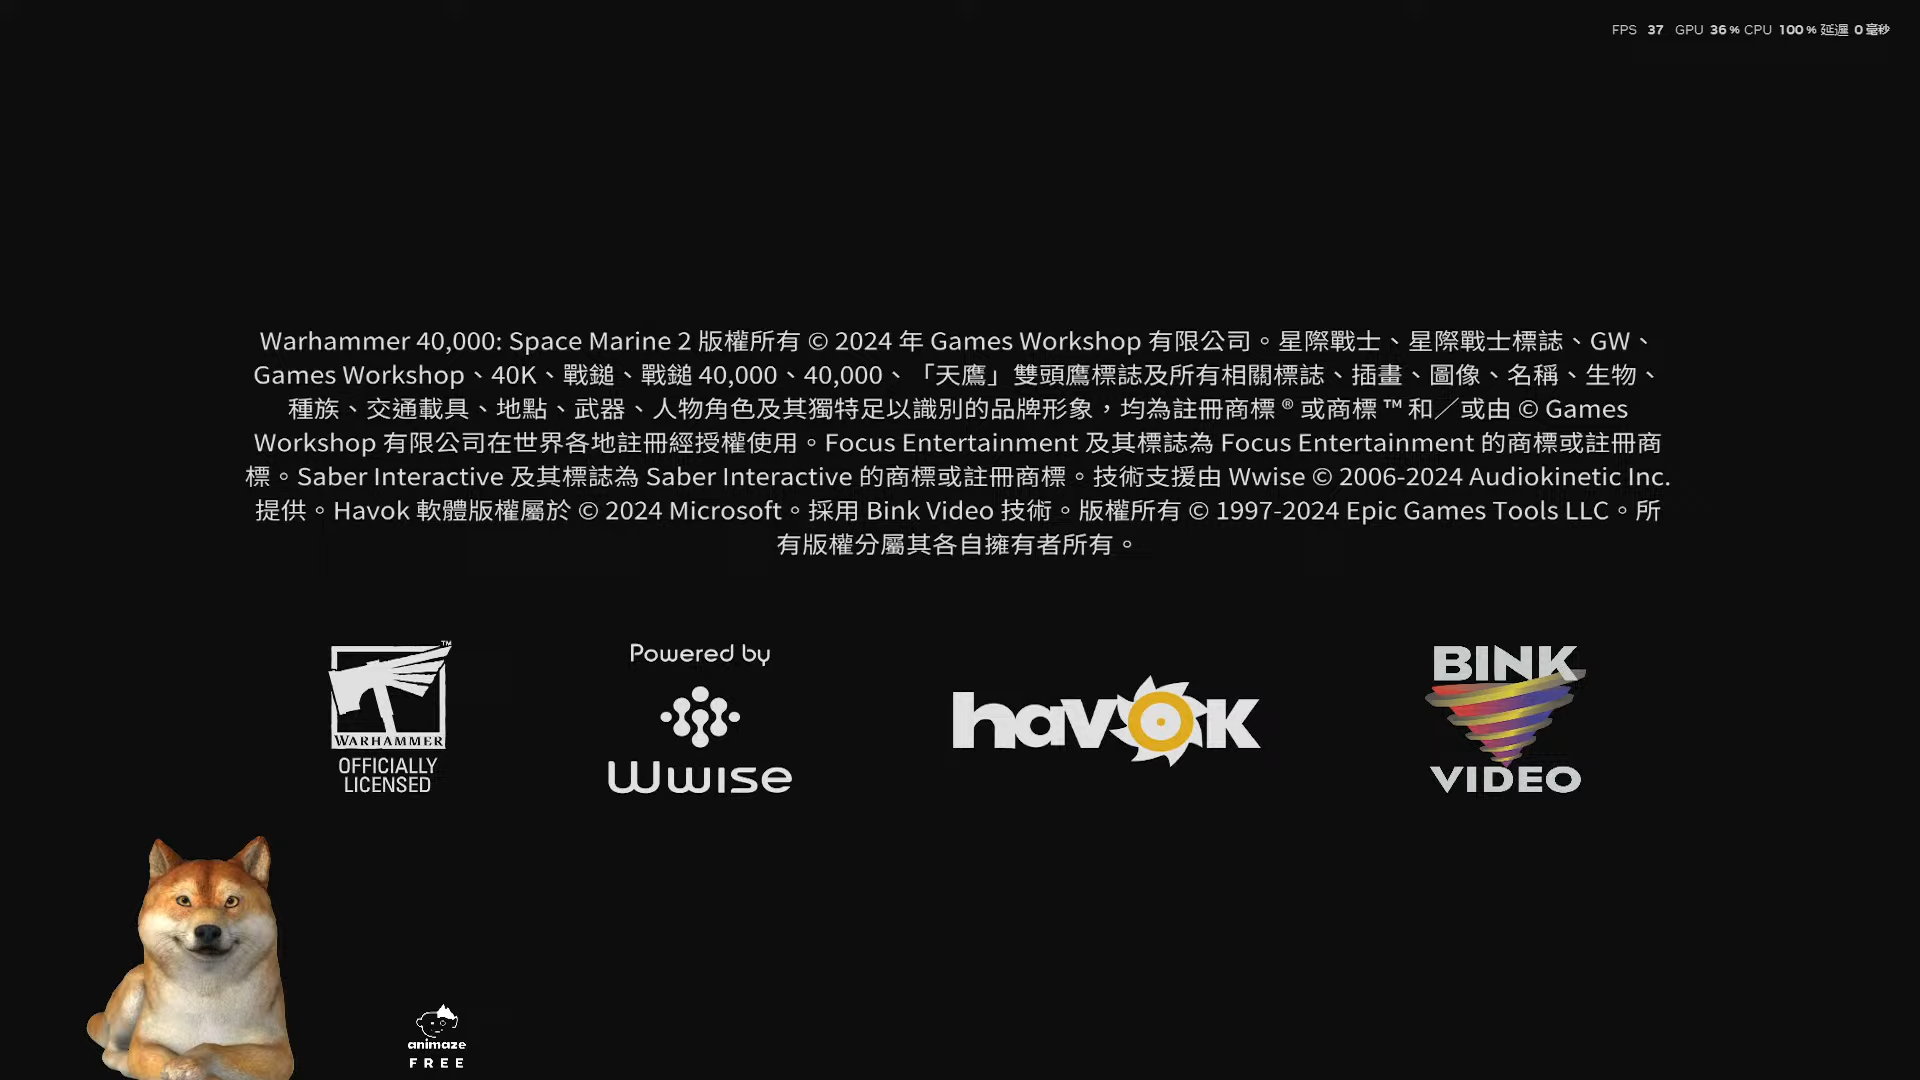 FPS 37 GPU 36 % CPU 100 % 延遲 0 毫秒
Warhammer 40,000: Space Marine 2 版權所有 © 2024 年 Games Workshop 有限公司。星際戰士、星際戰士標誌、GW、
Games Workshop、40K、戰鎚、戰鎚 40,000、40,000、「天鷹」雙頭鷹標誌及所有相關標誌、插畫、圖像、名稱、生物、
種族、交通載具、地點、武器、人物角色及其獨特足以識別的品牌形象，均為註冊商標 ® 或商標 ™ 和／或由 © Games
Workshop 有限公司在世界各地註冊經授權使用。Focus Entertainment 及其標誌為 Focus Entertainment 的商標或註冊商
標。Saber Interactive 及其標誌為 Saber Interactive 的商標或註冊商標。技術支援由 Wwise © 2006-2024 Audiokinetic Inc.
提供。Havok 軟體版權屬於 © 2024 Microsoft。採用 Bink Video 技術。版權所有 © 1997-2024 Epic Games Tools LLC。所
有版權分屬其各自擁有者所有。
WARHAMMER ™
OFFICIALLY
LICENSED
Powered by
Wwise
havok
BINK
VIDEO
animaze
FREE